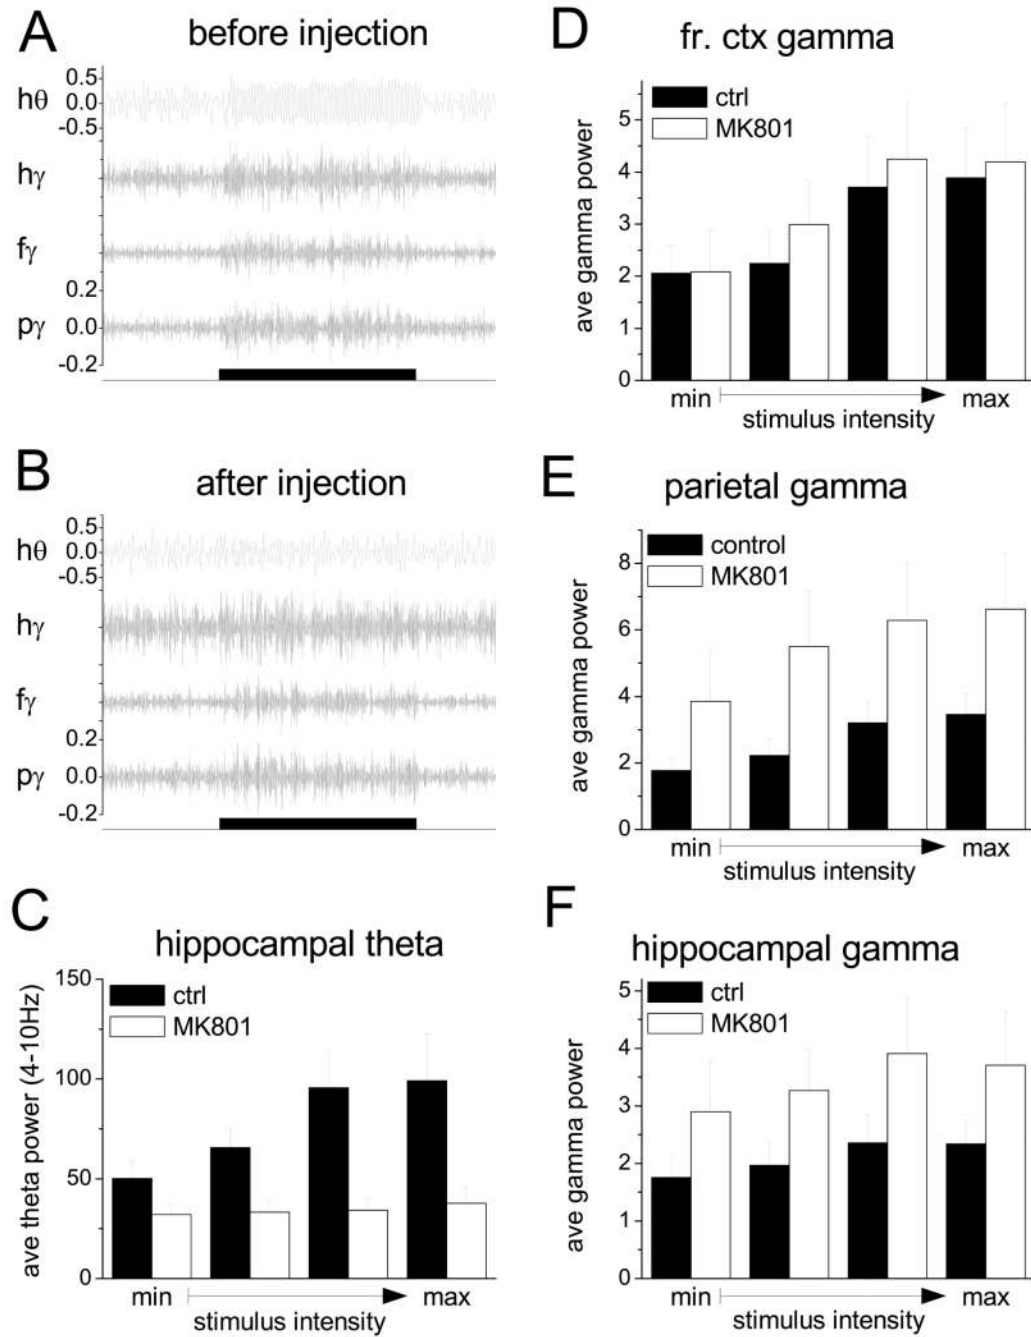 A
before injection
hθ
0.5
0.0
-0.5
hγ
fγ
0.2
pγ
0.0
-0.2
B
after injection
hθ
0.5
0.0
-0.5
hγ
fγ
0.2
pγ
0.0
-0.2
C
hippocampal theta
ave theta power (4-10Hz)
150
100
50
0
ctrl
MK801
min
max
stimulus intensity
D
fr. ctx gamma
ave gamma power
5
4
3
2
1
0
ctrl
MK801
min
max
stimulus intensity
E
parietal gamma
ave gamma power
8
6
4
2
0
control
MK801
min
max
stimulus intensity
F
hippocampal gamma
ave gamma power
5
4
3
2
1
0
ctrl
MK801
min
max
stimulus intensity